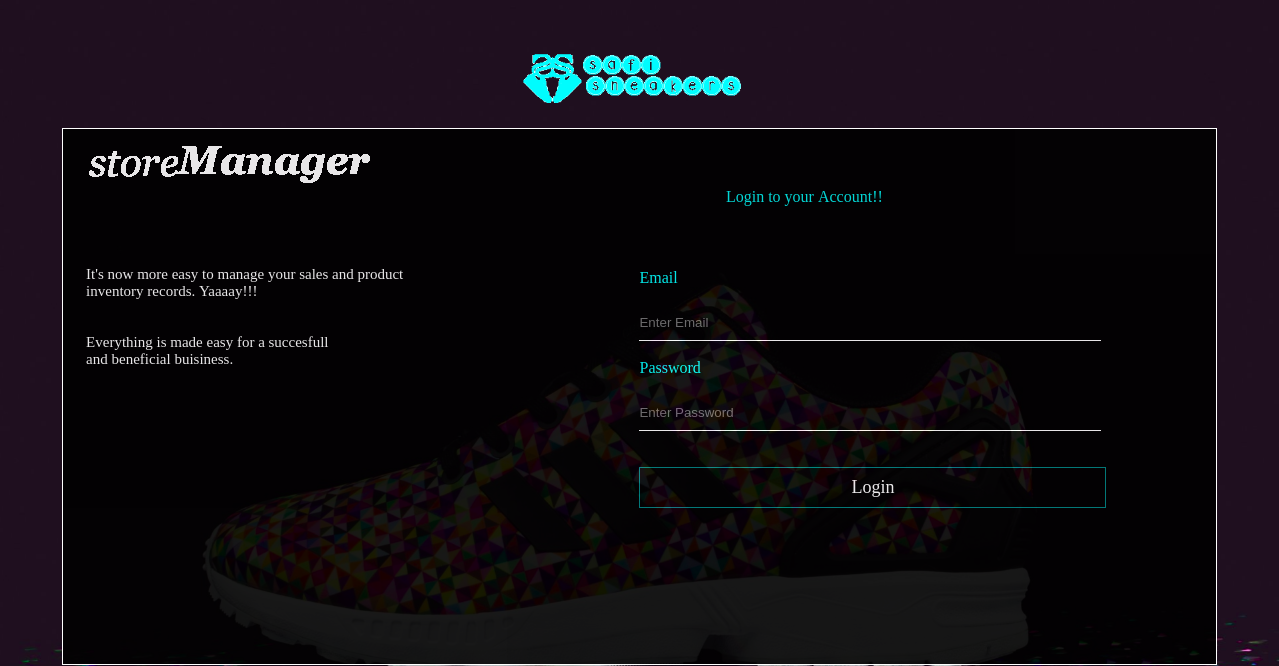 safi
sneakers
storeManager
Login to your Account!!
It's now more easy to manage your sales and product
inventory records. Yaaaay!!!
Everything is made easy for a succesfull
and beneficial buisiness.
Email
Enter Email
Password
Enter Password
Login